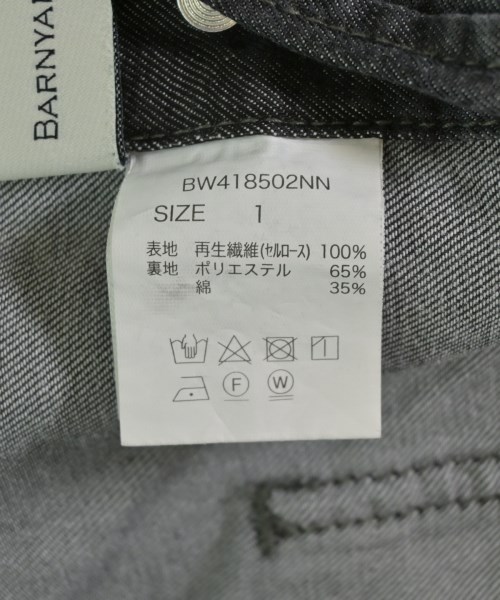 BARNYA
BW418502NN
SIZE 1
表地 再生繊維(セルロース) 100%
裏地 ポリエステル 65%
綿 35%
F W